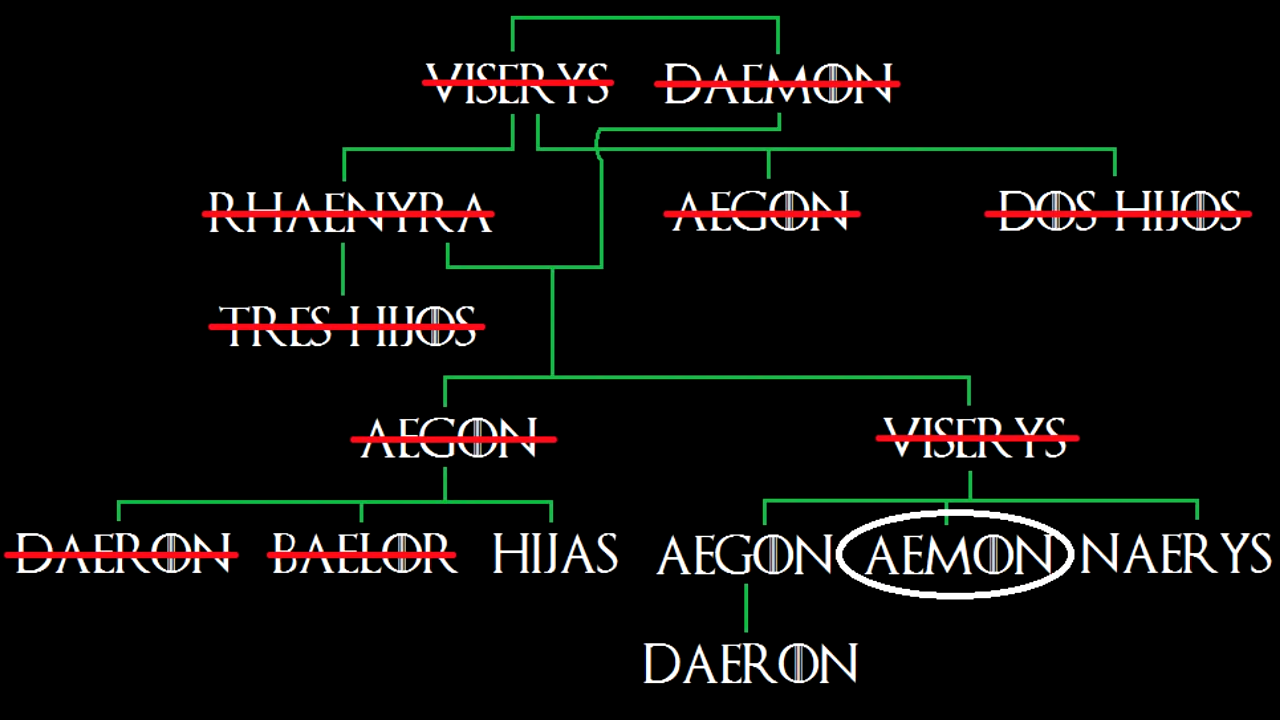 VISERYS DAEMON
RHAENYRA AEGON DOS HIJOS
TRES HIJOS
AEGON VISERYS
DAERON BAELOR HIJAS AEGON AEMON NAERYS
DAERON